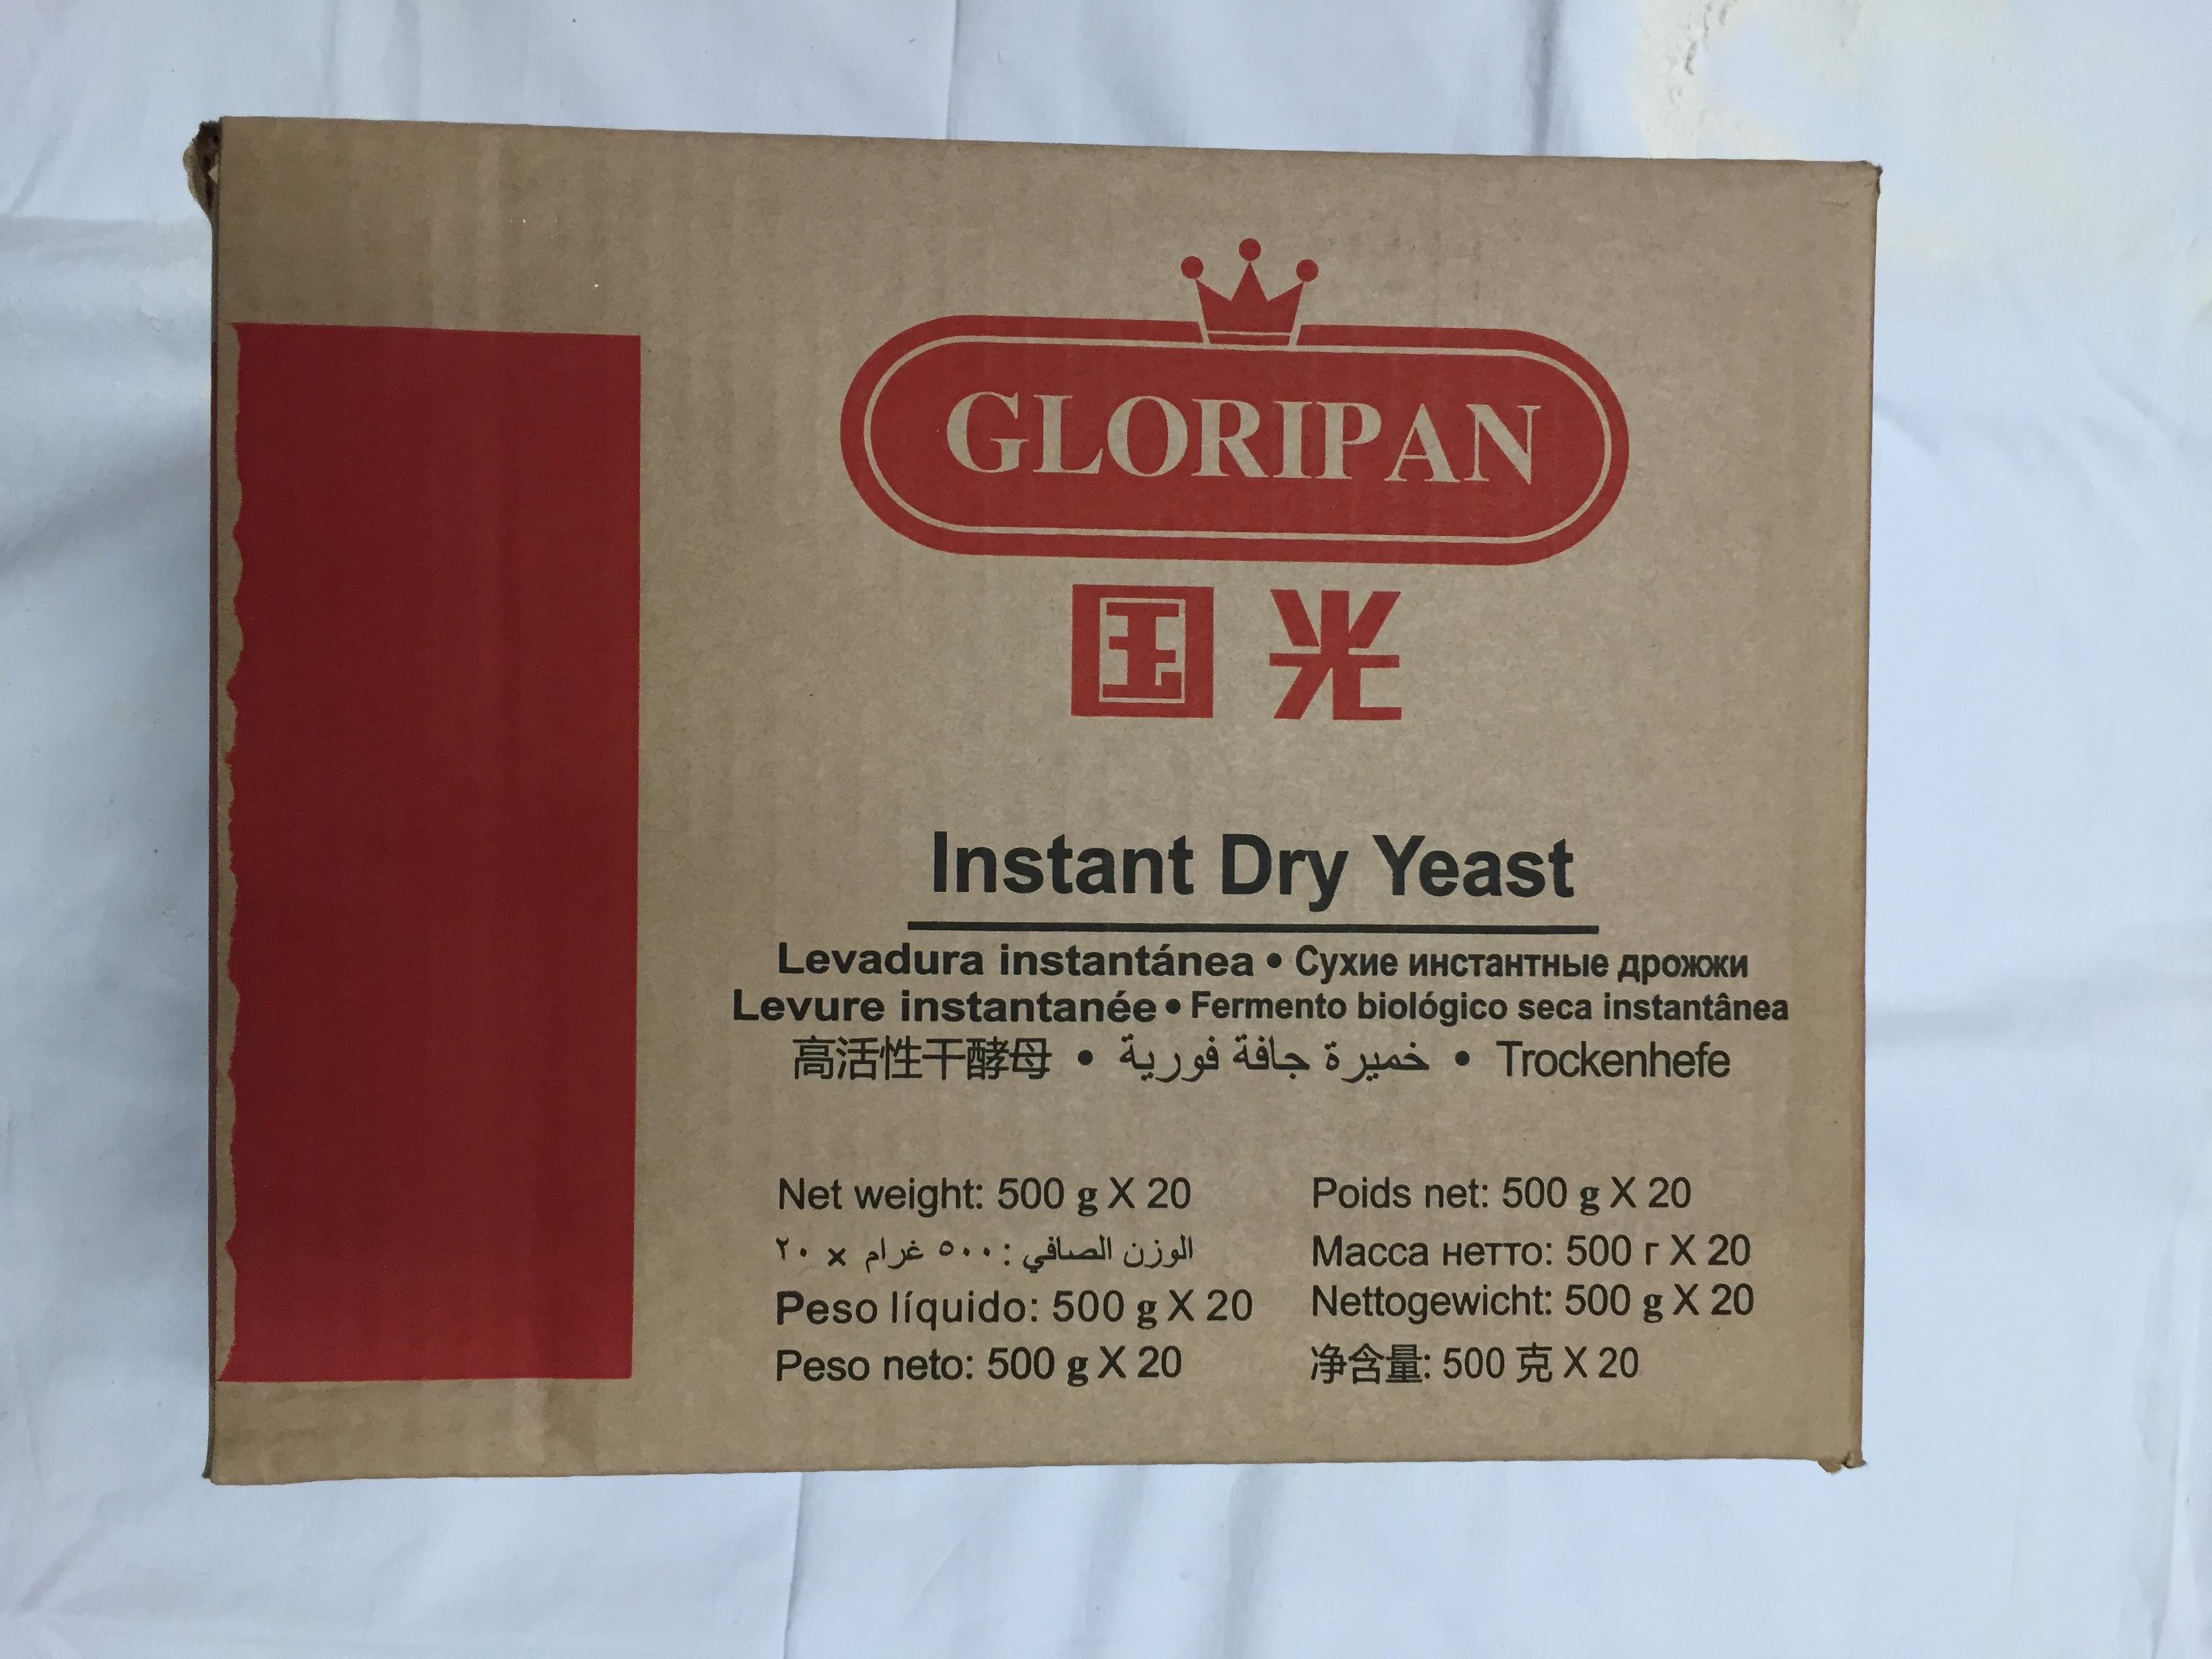 GLORIPAN
国光
Instant Dry Yeast
Levadura instantánea • Сухие инстантные дрожжи
Levure instantanée • Fermento biológico seca instantânea
高活性干酵母 • خميرة جافة فورية • Trockenhefe
Net weight: 500 g X 20
الوزن الصافي : ٥٠٠ غرام × ٢٠
Peso líquido: 500 g X 20
Peso neto: 500 g X 20
Poids net: 500 g X 20
Масса нетто: 500 г X 20
Nettogewicht: 500 g X 20
净含量: 500 克 X 20